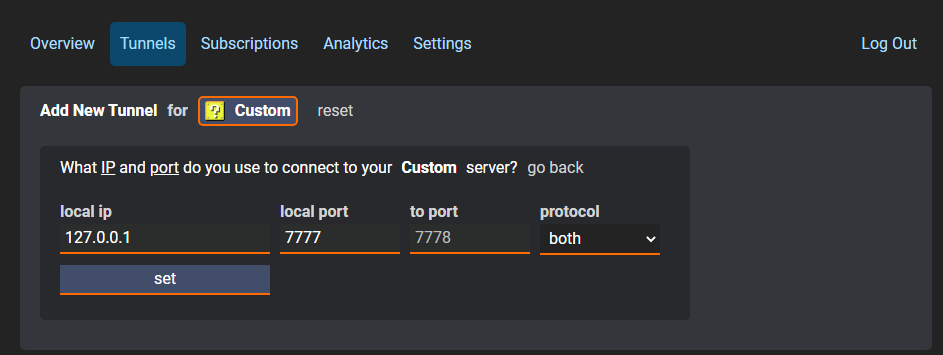 Overview Tunnels Subscriptions Analytics Settings Log Out
Add New Tunnel for ? Custom reset
What IP and port do you use to connect to your Custom server? go back
local ip local port to port protocol
127.0.0.1 7777 7778 both
set